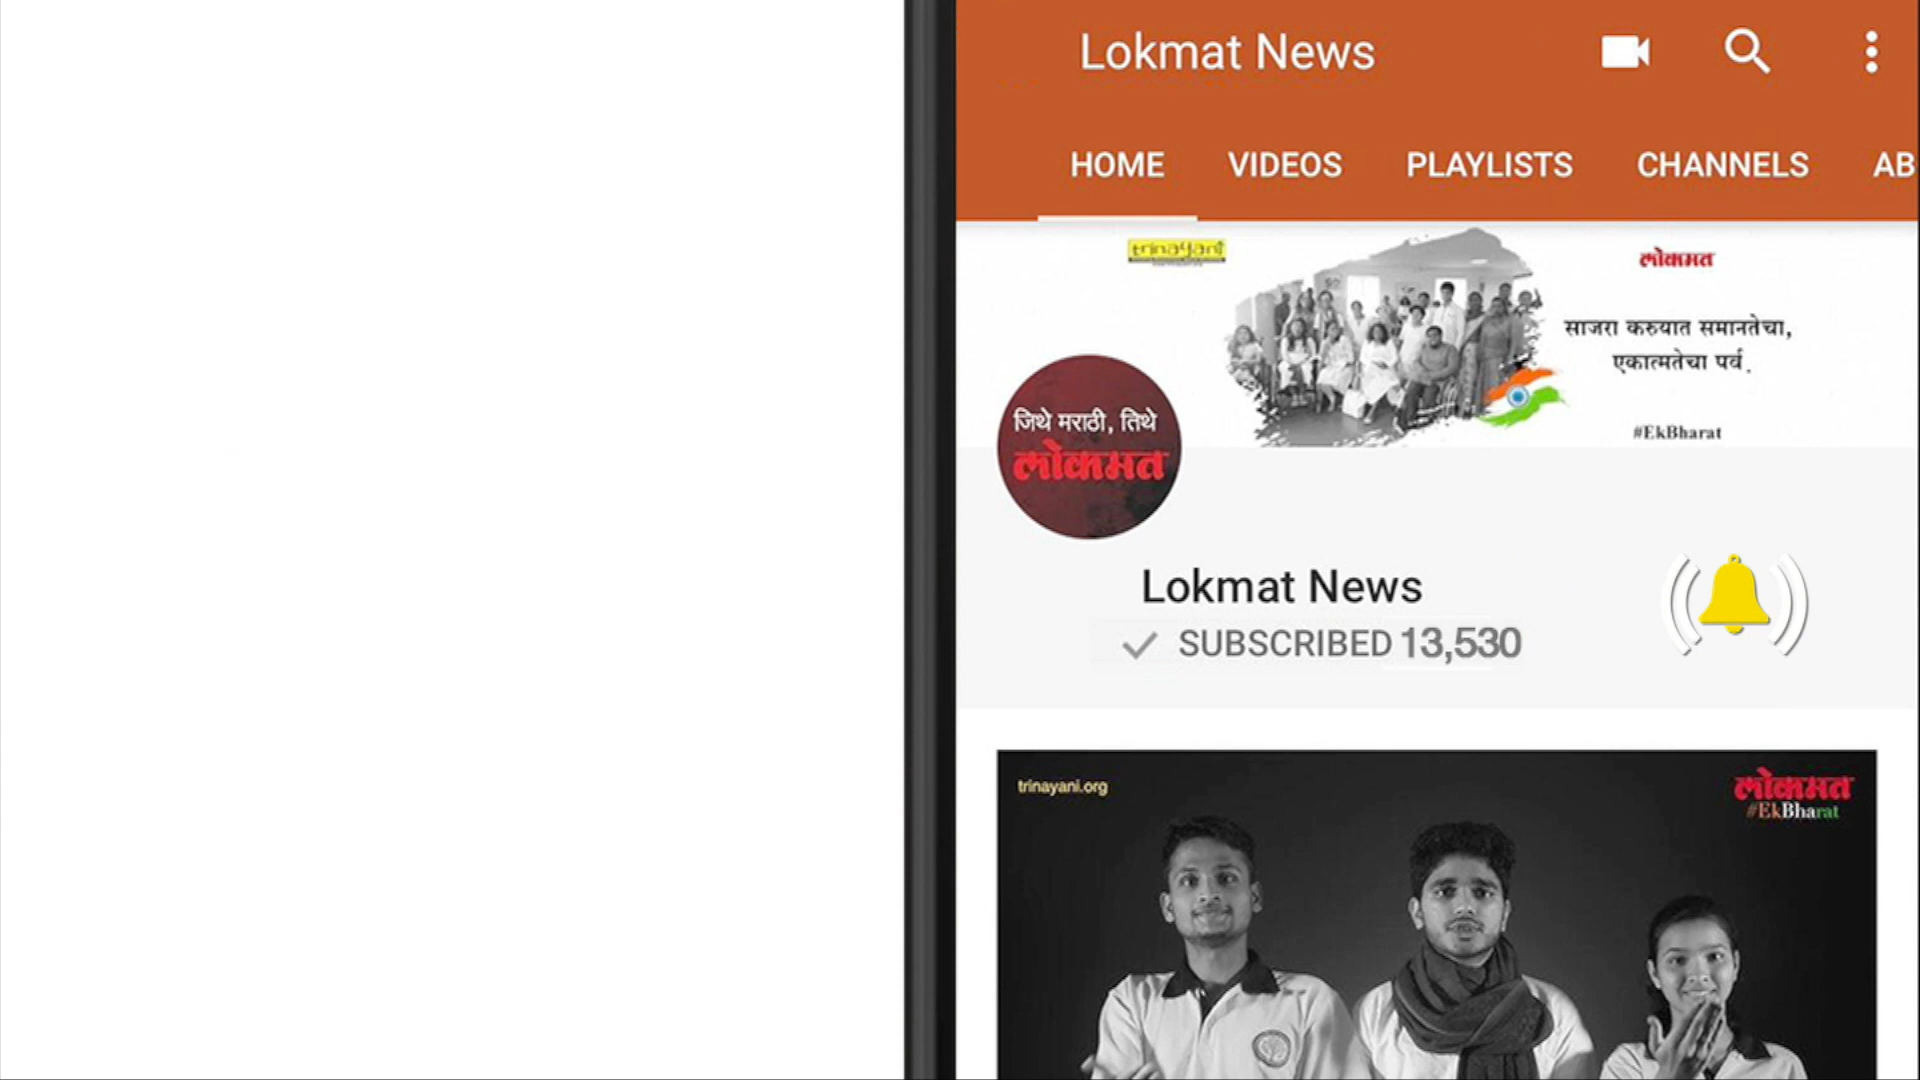 Lokmat News
HOME VIDEOS PLAYLISTS CHANNELS AB
trinayani
लोकमत
साजरा करुयात समानतेचा,
एकात्मतेचा पर्व.
#EkBharat
जिथे मराठी, तिथे
लोकमत
Lokmat News
SUBSCRIBED 13,530
trinayani.org
लोकमत
#EkBharat